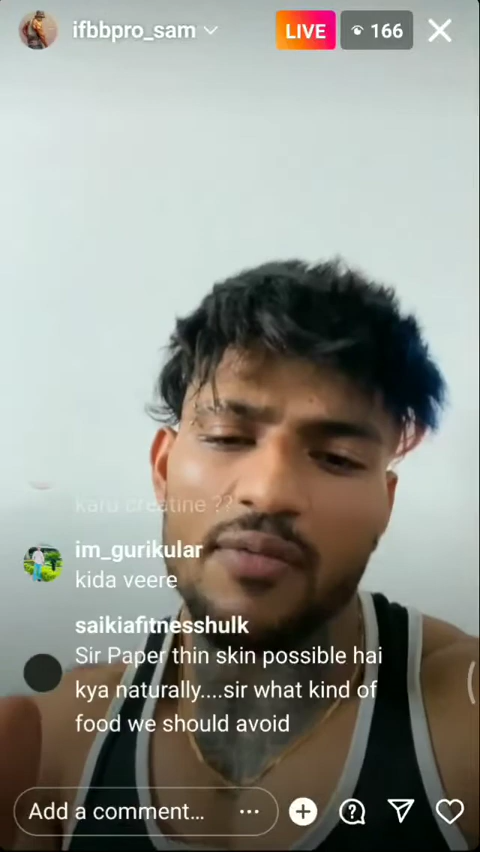 ifbbpro_sam
LIVE
166
karu creatine ??
im_gurikular
kida veere
saikiafitnesshulk
Sir Paper thin skin possible hai
kya naturally....sir what kind of
food we should avoid
Add a comment...